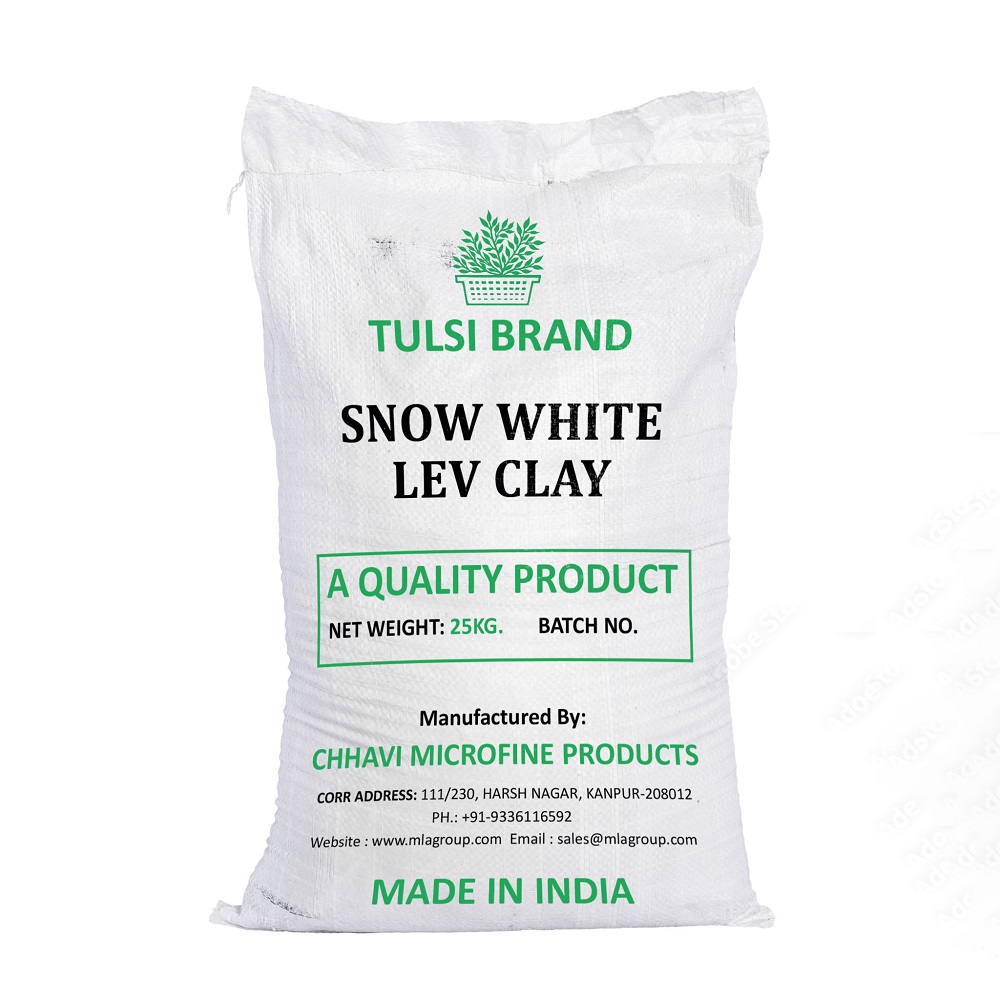 TULSI BRAND
SNOW WHITE
LEV CLAY
A QUALITY PRODUCT
NET WEIGHT: 25KG. BATCH NO.
Manufactured By:
CHHAVI MICROFINE PRODUCTS
CORR ADDRESS: 111/230, HARSH NAGAR, KANPUR-208012
PH.: +91-9336116592
Website : www.mlagroup.com Email : sales@mlagroup.com
MADE IN INDIA